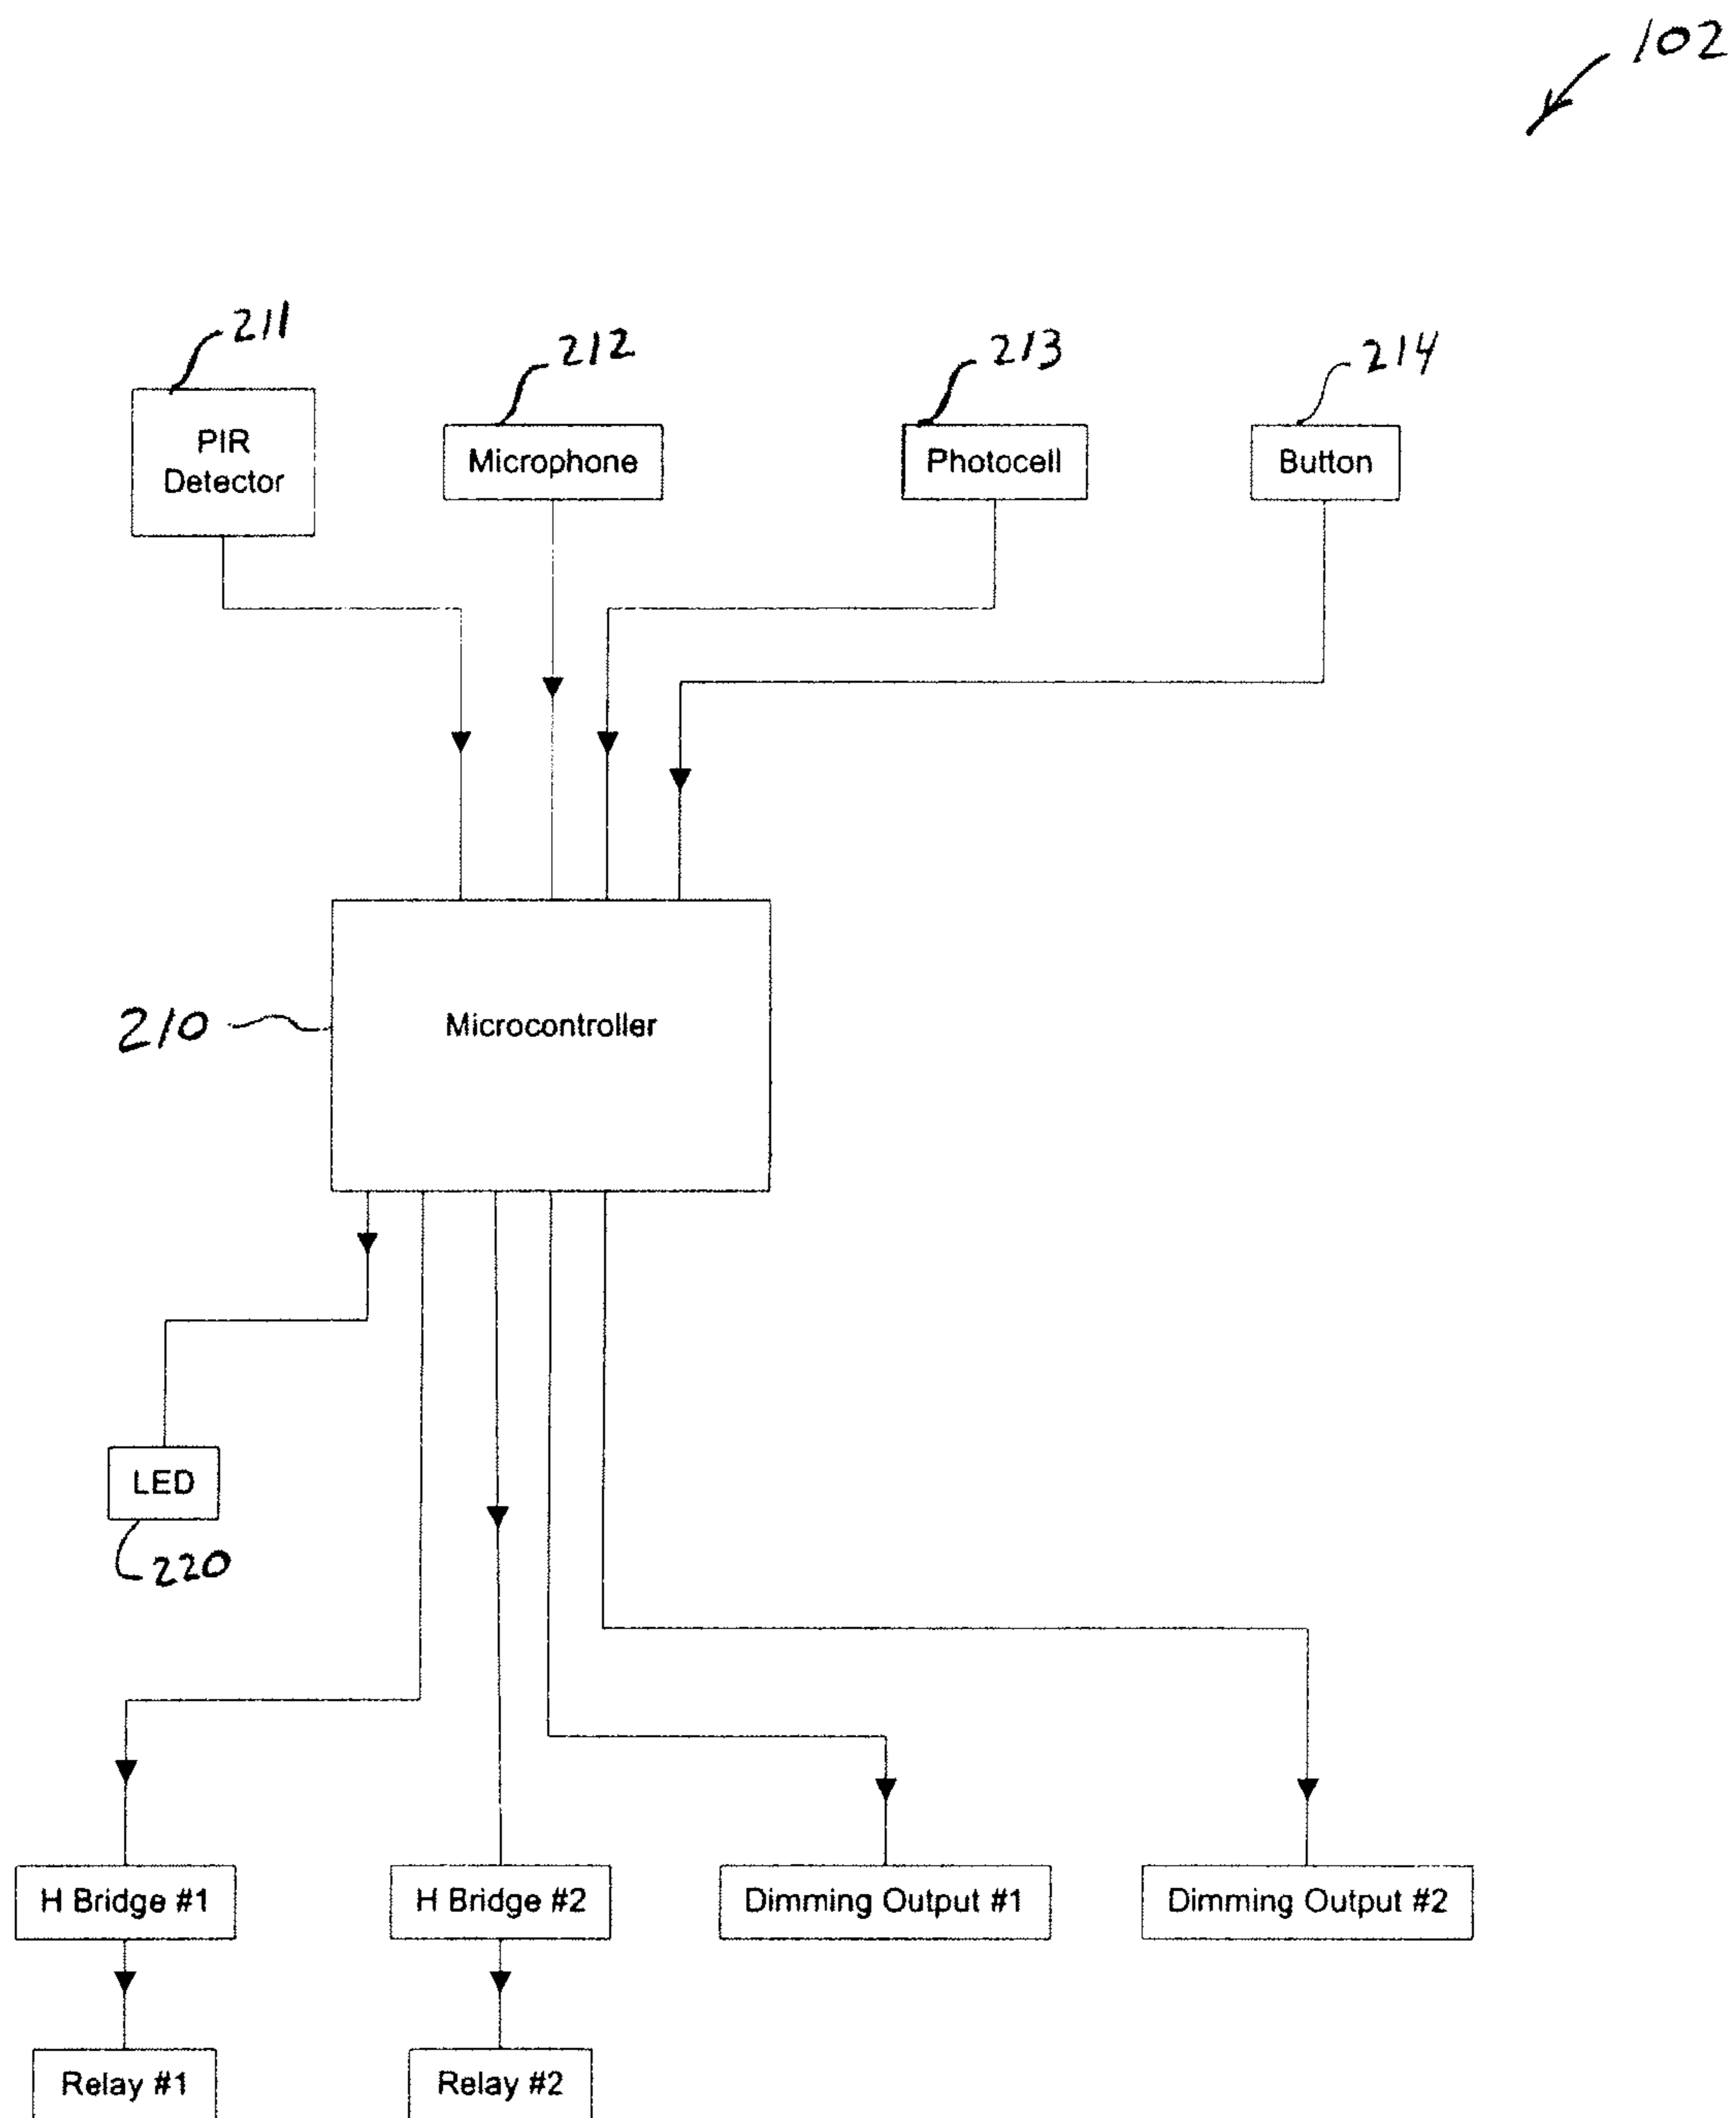 102
211
212
213
214
PIR
Detector
Microphone
Photocell
Button
210
Microcontroller
LED
220
H Bridge #1
H Bridge #2
Dimming Output #1
Dimming Output #2
Relay #1
Relay #2